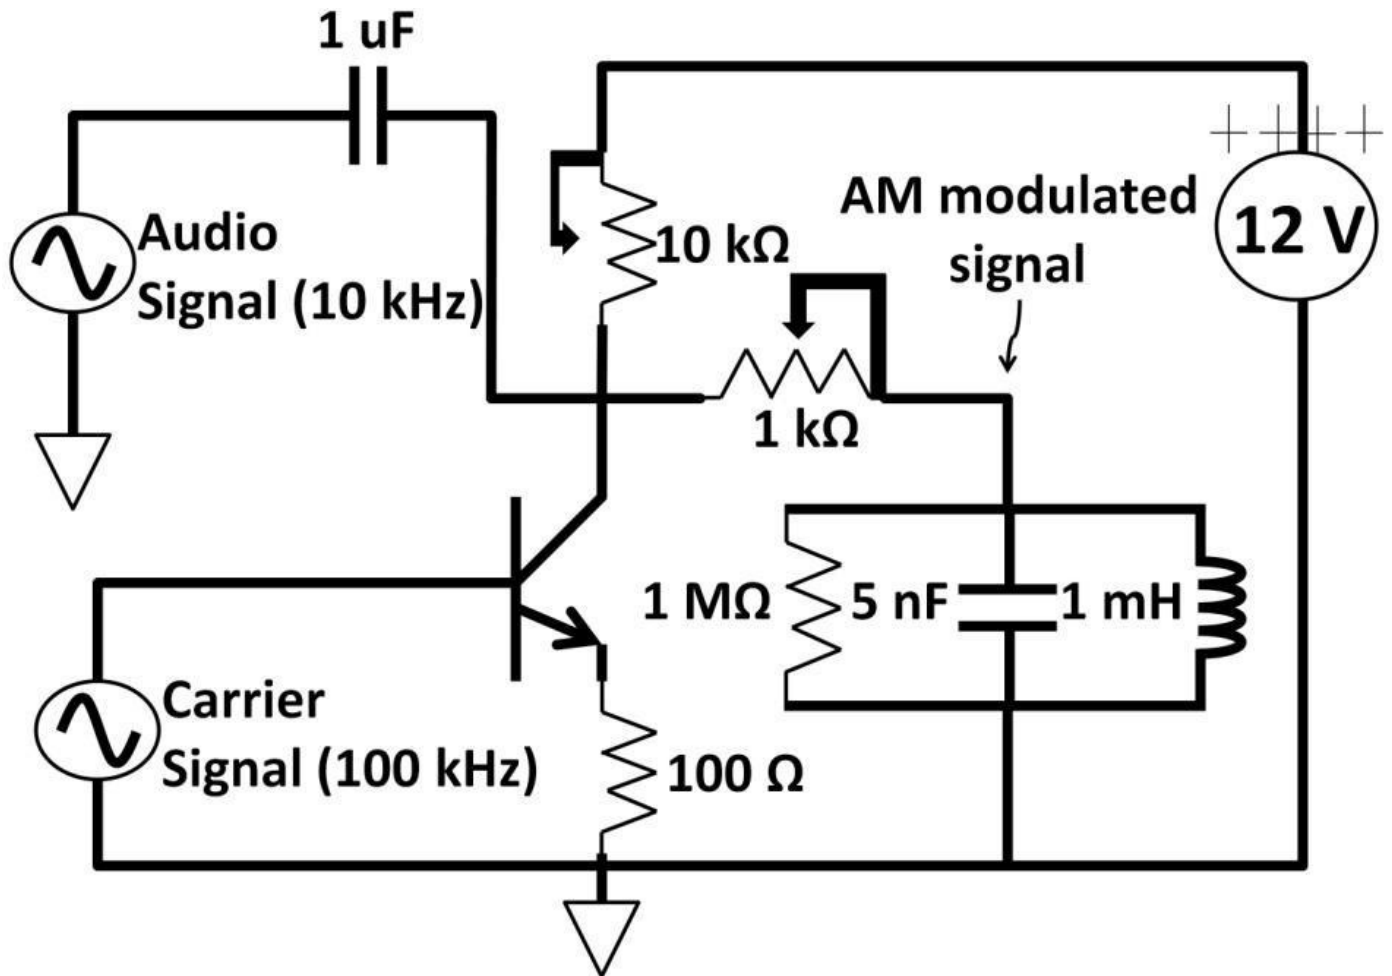 1 uF
Audio
Signal (10 kHz)
10 kΩ
AM modulated
signal
12 V
1 kΩ
1 MΩ
5 nF
1 mH
Carrier
Signal (100 kHz)
100 Ω